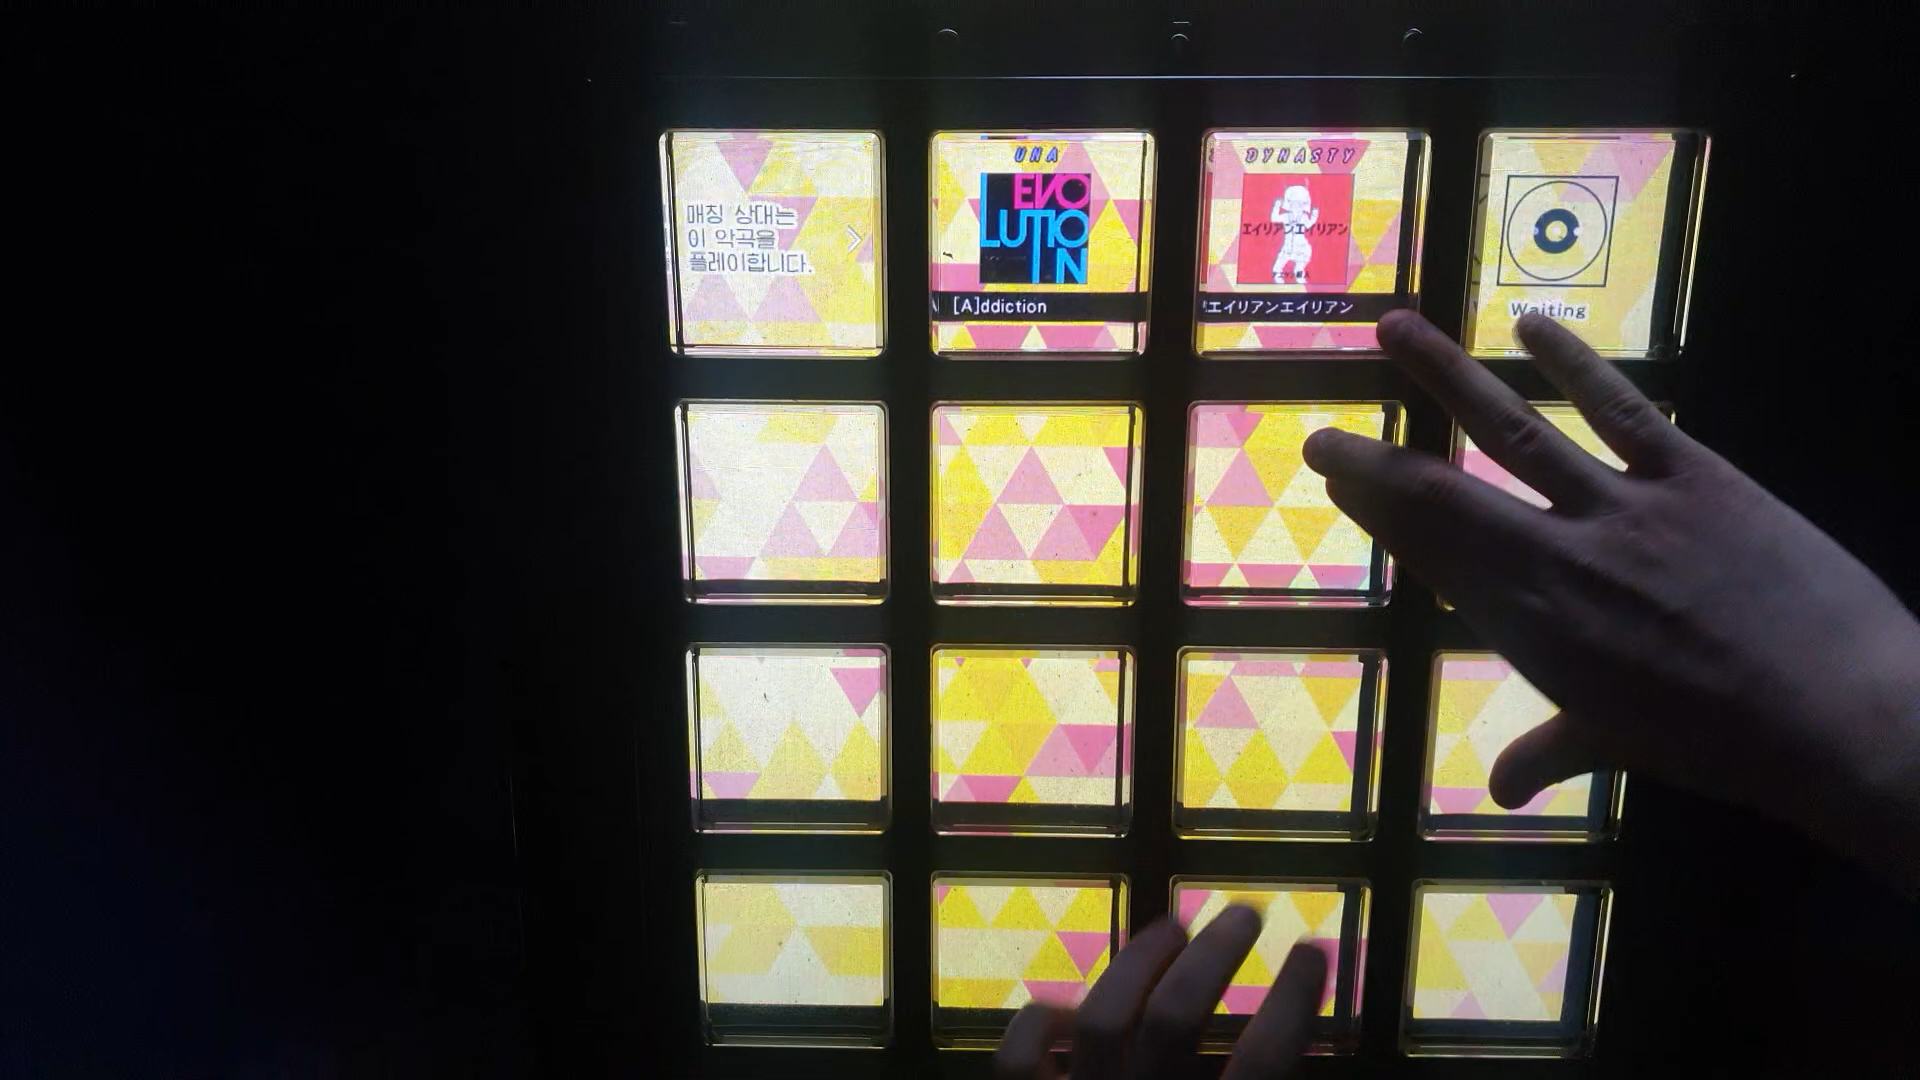 매칭 상대는
이 악곡을
플레이합니다.
UNA
EVO
LUTIO
N
[A]ddiction
DYNASTY
エイリアンエイリアン
エイリアンエイリアン
Waiting